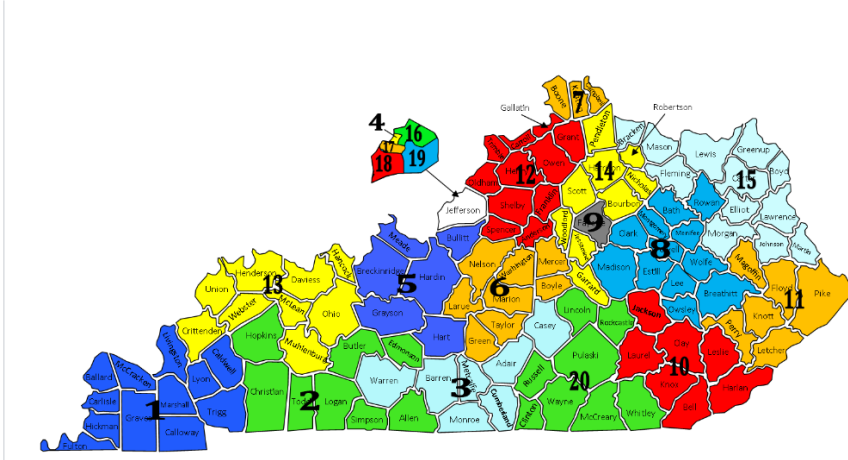 Gallatin
Robertson
Boone
7
4
16
17
18
19
Grant
Pendleton
Bracken
Mason
Lewis
Greenup
Boyd
Carroll
Owen
12
Oldham
Shelby
Franklin
Spencer
Jefferson
Bullitt
14
Scott
Nicholas
Bourbon
Fleming
15
Elliot
Lawrence
Rowan
Bath
Morgan
Johnson
Martin
Woodford
9
Clark
Montgomery
Menifee
8
Wolfe
Madison
Estill
Lee
Breathitt
Owsley
Magoffin
Floyd
11
Pike
Knott
Perry
Letcher
Meade
Breckinridge
Hardin
5
Grayson
Hart
Nelson
Washington
Mercer
Boyle
Garrard
6
Larue
Marion
Taylor
Green
Hancock
Henderson
Daviess
Union
13
Webster
McLean
Ohio
Crittenden
Muhlenburg
Hopkins
Butler
Edmonson
Livingston
Caldwell
Lyon
McCracken
Ballard
Carlisle
Marshall
1
Hickman
Trigg
Calloway
Fulton
Christian
2
Logan
Simpson
Allen
Warren
Barren
3
Metcalfe
Monroe
Cumberland
Adair
Casey
Lincoln
Rockcastle
Pulaski
Russell
20
Clinton
Wayne
McCreary
Whitley
Jackson
Laurel
Clay
Leslie
10
Knox
Bell
Harlan